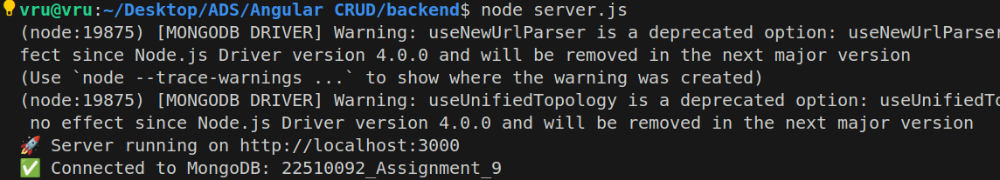 vru@vru:~/Desktop/ADS/Angular CRUD/backend$ node server.js
(node:19875) [MONGODB DRIVER] Warning: useNewUrlParser is a deprecated option: useNewUrlParser
fect since Node.js Driver version 4.0.0 and will be removed in the next major version
(Use `node --trace-warnings ...` to show where the warning was created)
(node:19875) [MONGODB DRIVER] Warning: useUnifiedTopology is a deprecated option: useUnifiedTo
no effect since Node.js Driver version 4.0.0 and will be removed in the next major version
🚀 Server running on http://localhost:3000
✅ Connected to MongoDB: 22510092_Assignment_9